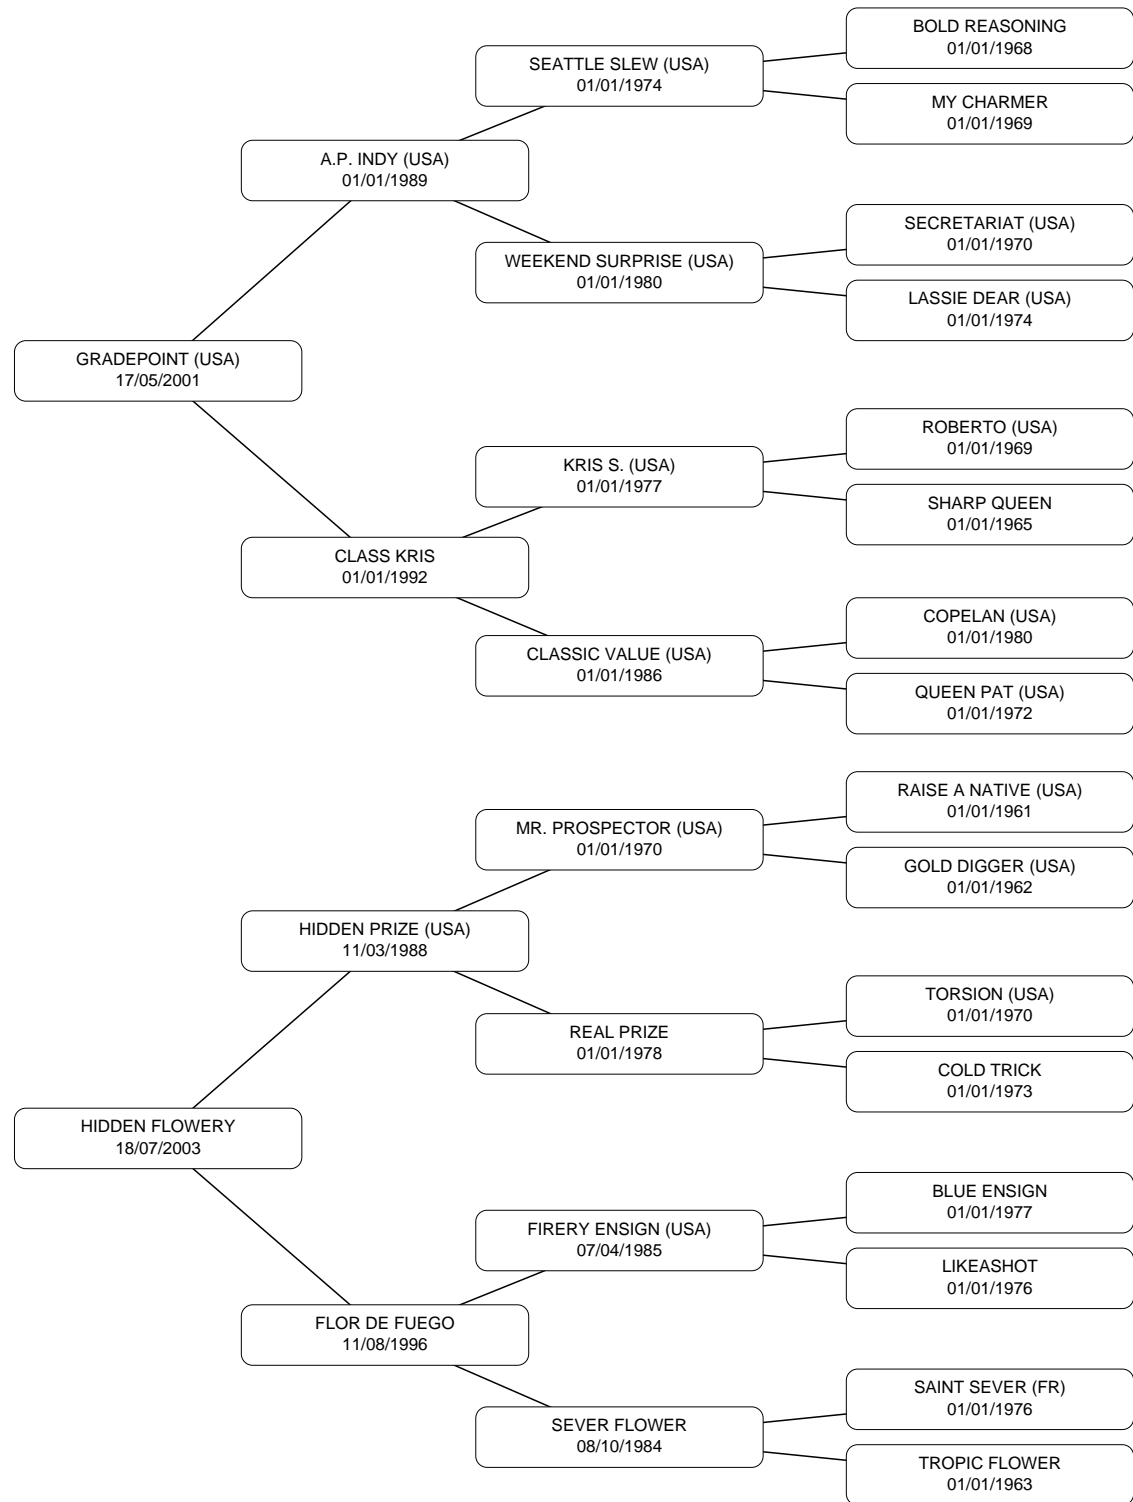 BOLD REASONING
01/01/1968
SEATTLE SLEW (USA)
01/01/1974
MY CHARMER
01/01/1969
A.P. INDY (USA)
01/01/1989
SECRETARIAT (USA)
01/01/1970
WEEKEND SURPRISE (USA)
01/01/1980
LASSIE DEAR (USA)
01/01/1974
GRADEPOINT (USA)
17/05/2001
ROBERTO (USA)
01/01/1969
KRIS S. (USA)
01/01/1977
SHARP QUEEN
01/01/1965
CLASS KRIS
01/01/1992
COPELAN (USA)
01/01/1980
CLASSIC VALUE (USA)
01/01/1986
QUEEN PAT (USA)
01/01/1972
RAISE A NATIVE (USA)
01/01/1961
MR. PROSPECTOR (USA)
01/01/1970
GOLD DIGGER (USA)
01/01/1962
HIDDEN PRIZE (USA)
11/03/1988
TORSION (USA)
01/01/1970
REAL PRIZE
01/01/1978
COLD TRICK
01/01/1973
HIDDEN FLOWERY
18/07/2003
BLUE ENSIGN
01/01/1977
FIRERY ENSIGN (USA)
07/04/1985
LIKEASHOT
01/01/1976
FLOR DE FUEGO
11/08/1996
SAINT SEVER (FR)
01/01/1976
SEVER FLOWER
08/10/1984
TROPIC FLOWER
01/01/1963